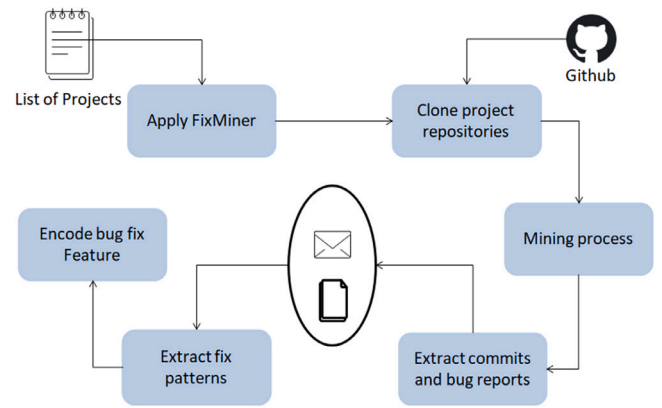 List of Projects
Github
Apply FixMiner
Clone project
repositories
Mining process
Extract commits
and bug reports
Extract fix
patterns
Encode bug fix
Feature